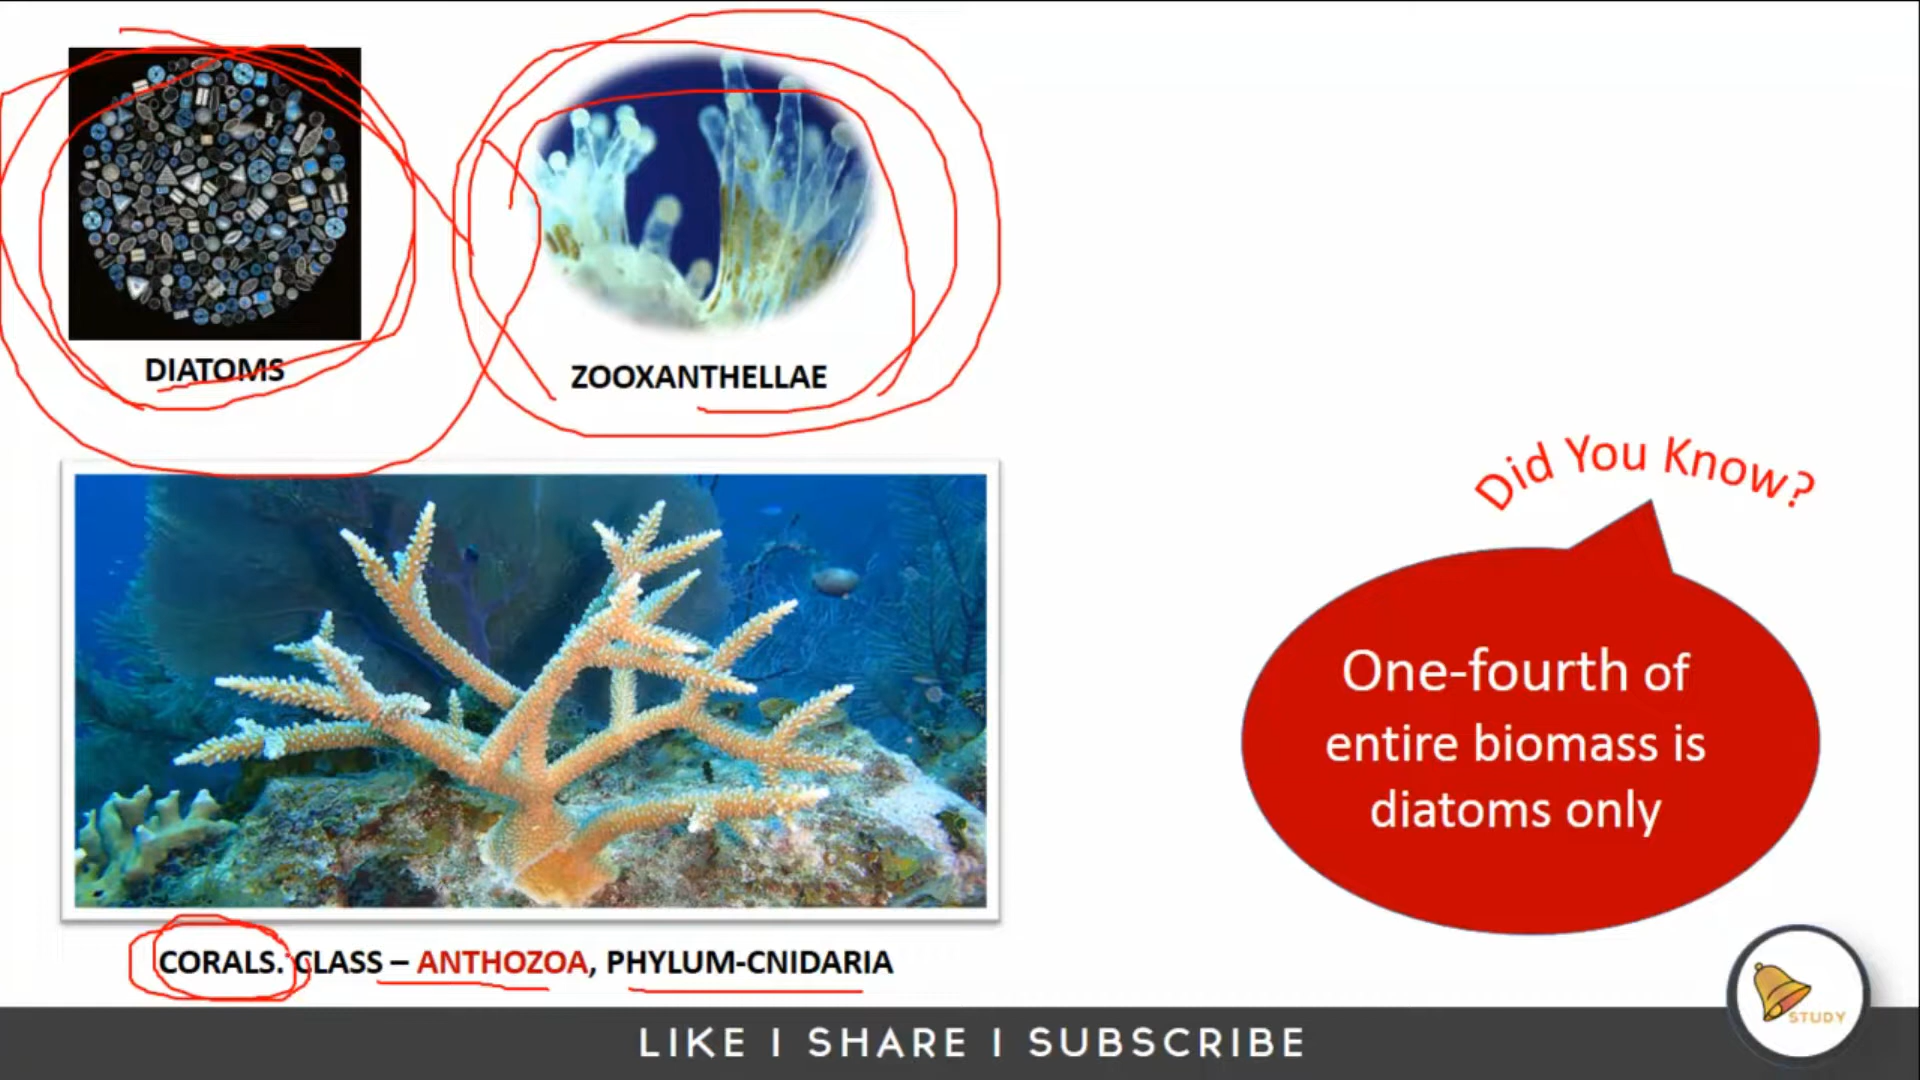 DIATOMS
ZOOXANTHELLAE
CORALS. CLASS – ANTHOZOA, PHYLUM-CNIDARIA
Did You Know?
One-fourth of
entire biomass is
diatoms only
STUDY
LIKE I SHARE I SUBSCRIBE